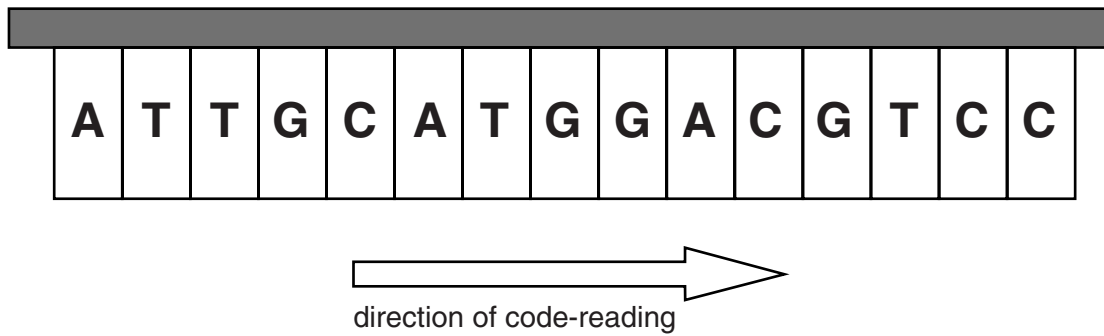 A T T G C A T G G A C G T C C
direction of code-reading